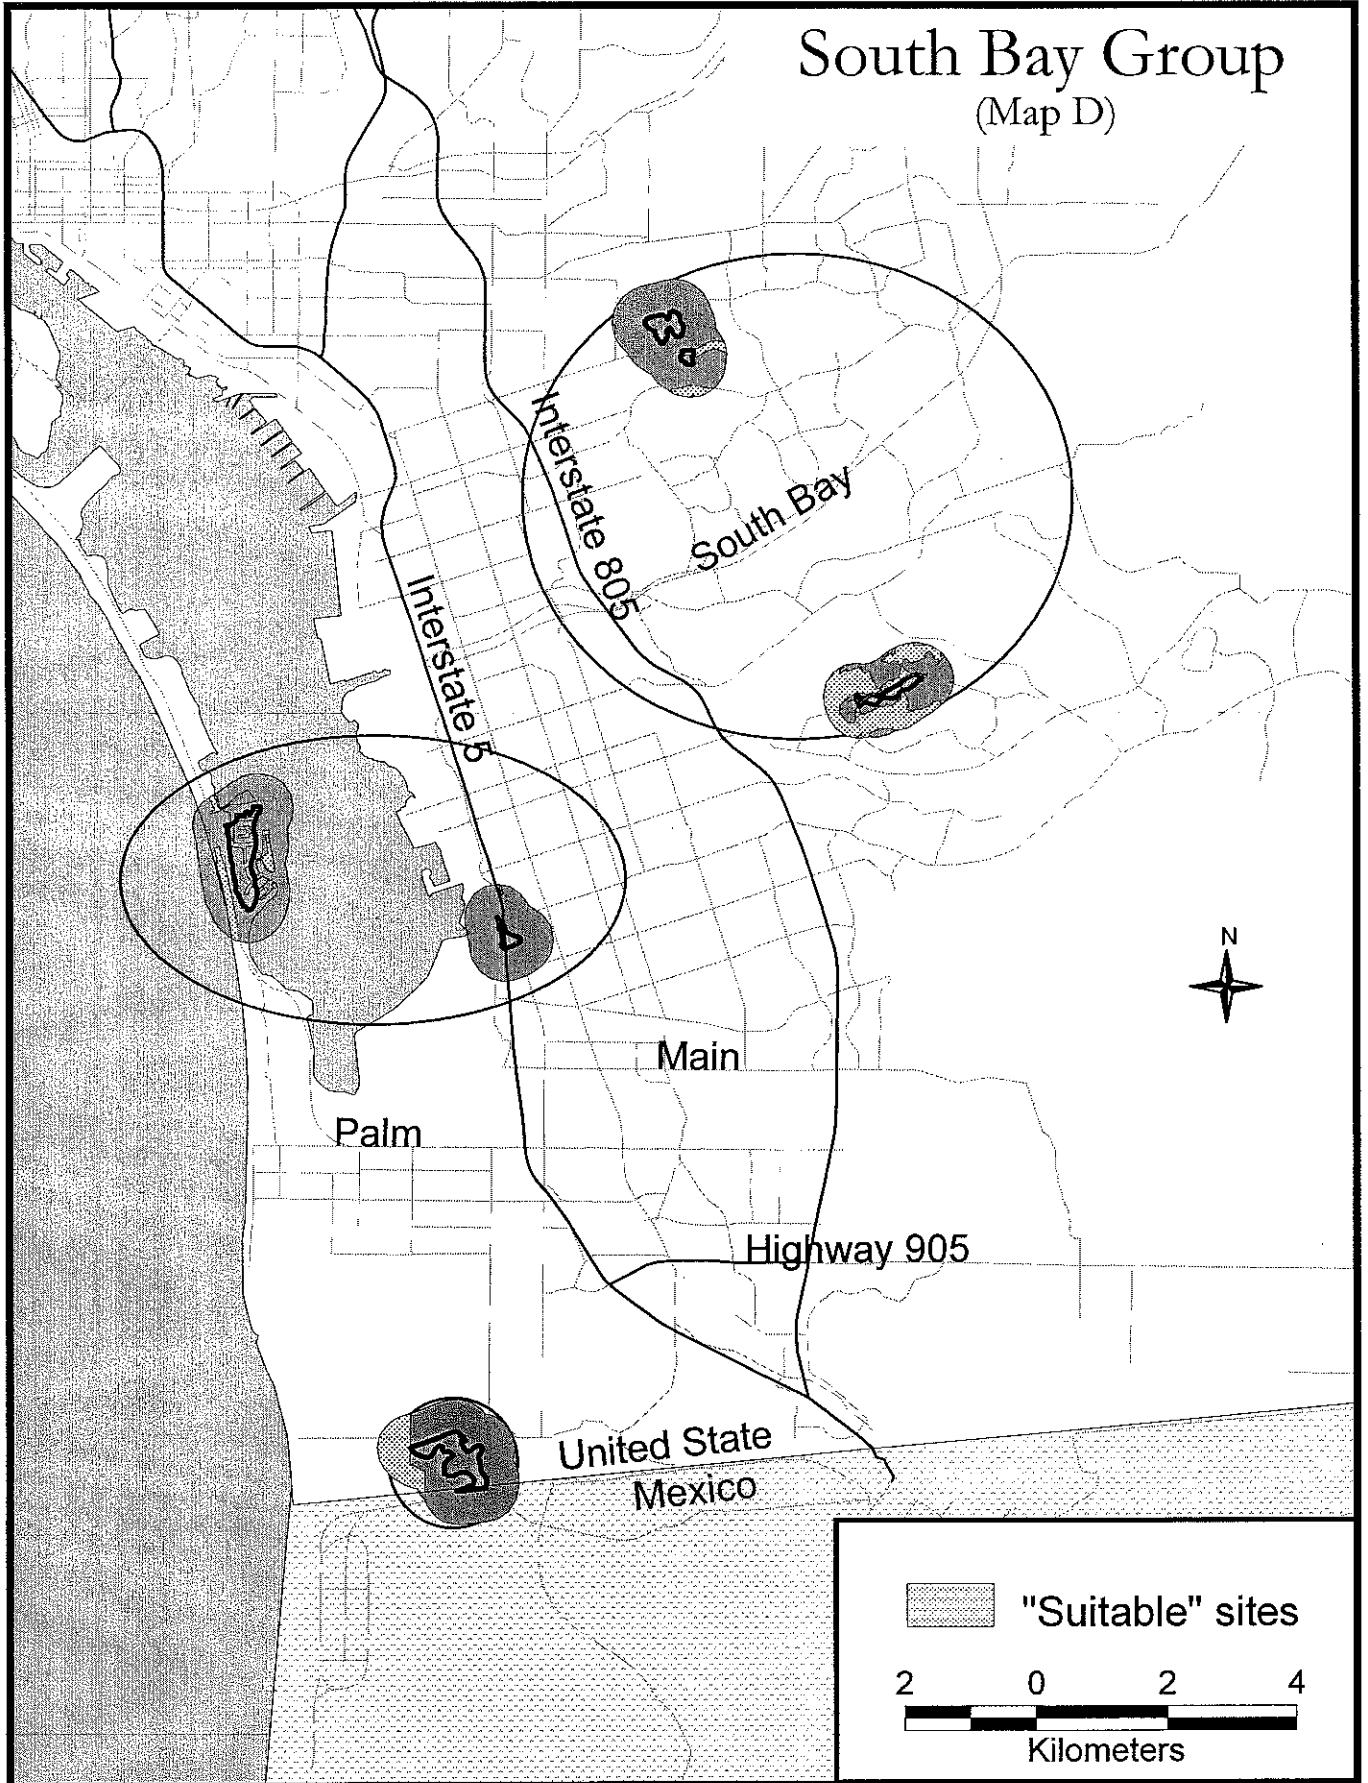 South Bay Group
(Map D)
Interstate 805
South Bay
Interstate 5
N
Main
Palm
Highway 905
United State
Mexico
"Suitable" sites
2 0 2 4
Kilometers